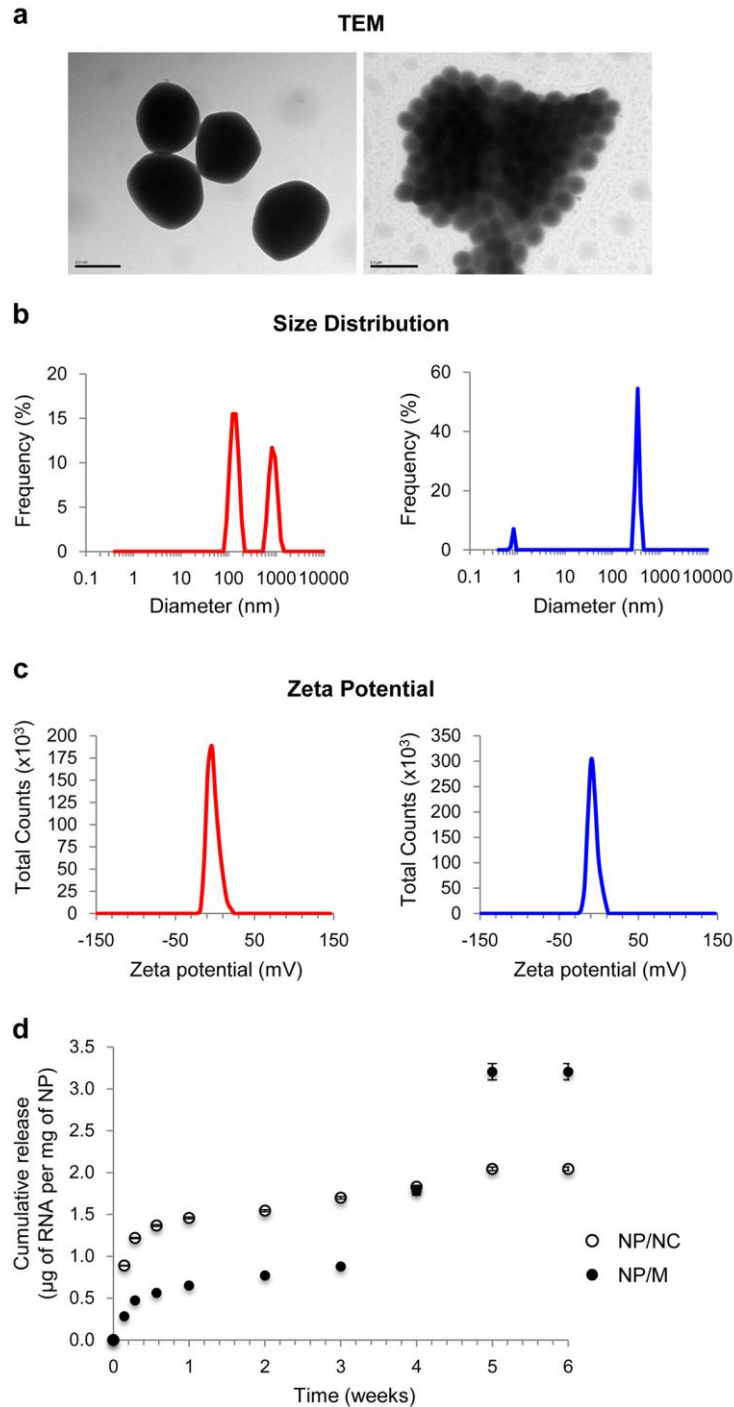 a
TEM
b
Size Distribution
Frequency (%)
20
15
10
5
0
0.1 1 10 100 1000 10000
Diameter (nm)
Frequency (%)
60
40
20
0
0.1 1 10 100 1000 10000
Diameter (nm)
c
Zeta Potential
Total Counts (x10³)
200
175
150
125
100
75
50
25
0
-150 -50 50 150
Zeta potential (mV)
Total Counts (x10³)
350
300
250
200
150
100
50
0
-150 -50 50 150
Zeta potential (mV)
d
Cumulative release
(µg of RNA per mg of NP)
3.5
3.0
2.5
2.0
1.5
1.0
0.5
0.0
0 1 2 3 4 5 6
Time (weeks)
NP/NC
NP/M